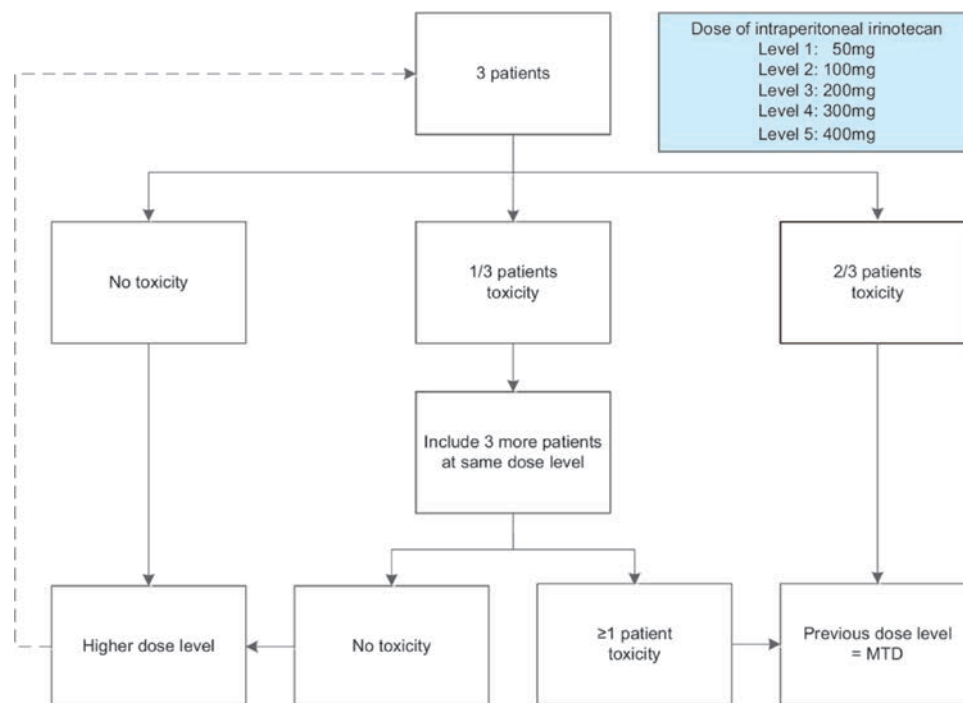 3 patients
Dose of intraperitoneal irinotecan
Level 1: 50mg
Level 2: 100mg
Level 3: 200mg
Level 4: 300mg
Level 5: 400mg
No toxicity
1/3 patients
toxicity
2/3 patients
toxicity
Include 3 more patients
at same dose level
Higher dose level
No toxicity
≥1 patient
toxicity
Previous dose level
= MTD